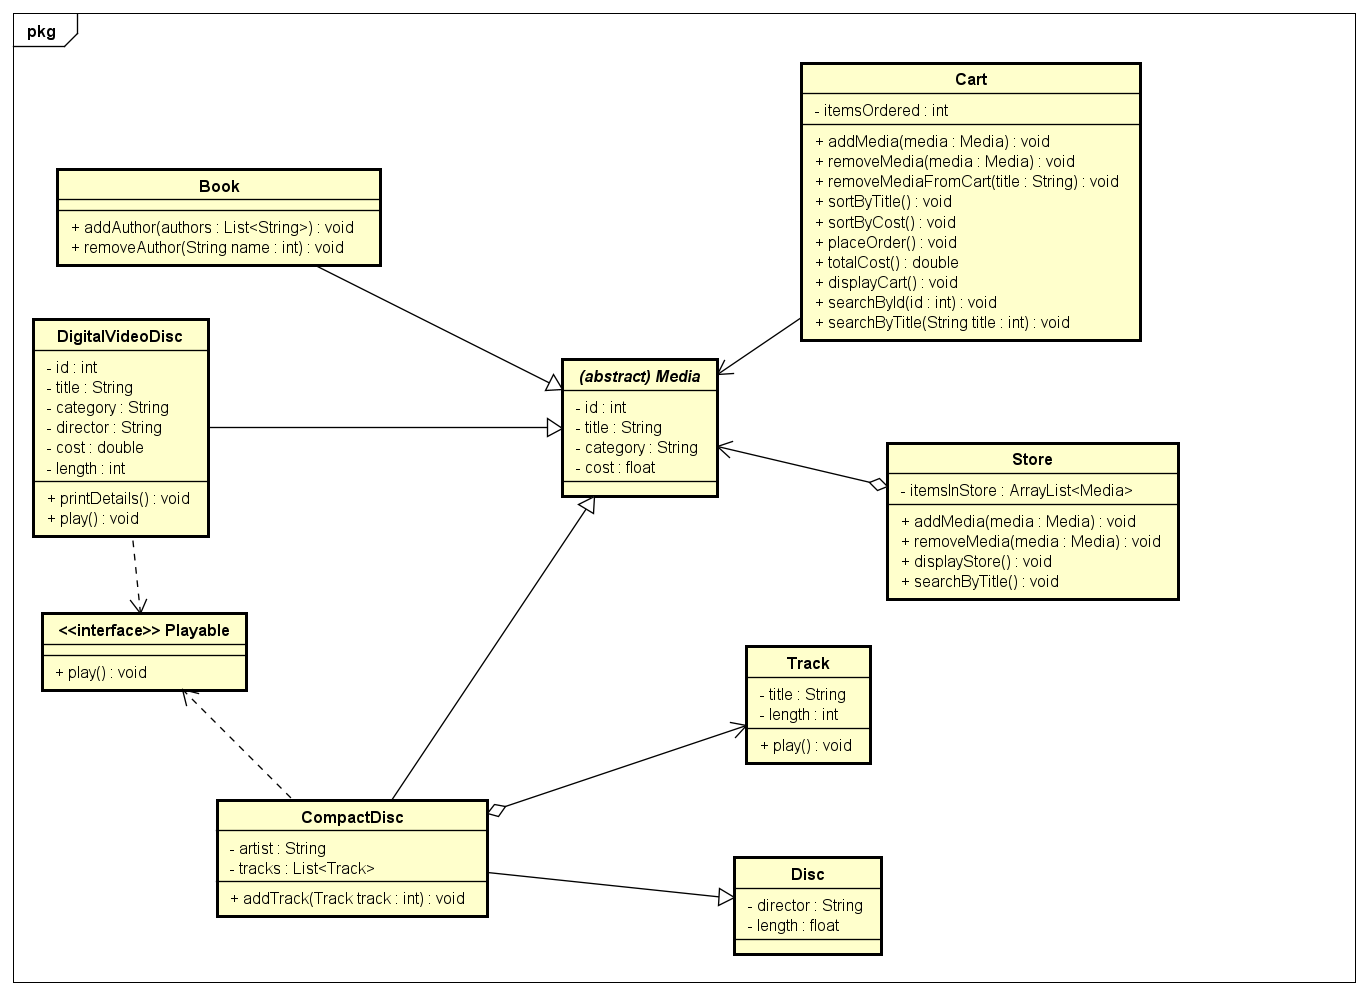 pkg
Cart
- itemsOrdered : int
+ addMedia(media : Media) : void
+ removeMedia(media : Media) : void
+ removeMediaFromCart(title : String) : void
+ sortByTitle() : void
+ sortByCost() : void
+ placeOrder() : void
+ totalCost() : double
+ displayCart() : void
+ searchById(id : int) : void
+ searchByTitle(String title : int) : void
Book
+ addAuthor(authors : List<String>) : void
+ removeAuthor(String name : int) : void
DigitalVideoDisc
- id : int
- title : String
- category : String
- director : String
- cost : double
- length : int
+ printDetails() : void
+ play() : void
(abstract) Media
- id : int
- title : String
- category : String
- cost : float
Store
- itemsInStore : ArrayList<Media>
+ addMedia(media : Media) : void
+ removeMedia(media : Media) : void
+ displayStore() : void
+ searchByTitle() : void
<<interface>> Playable
+ play() : void
Track
- title : String
- length : int
+ play() : void
CompactDisc
- artist : String
- tracks : List<Track>
+ addTrack(Track track : int) : void
Disc
- director : String
- length : float